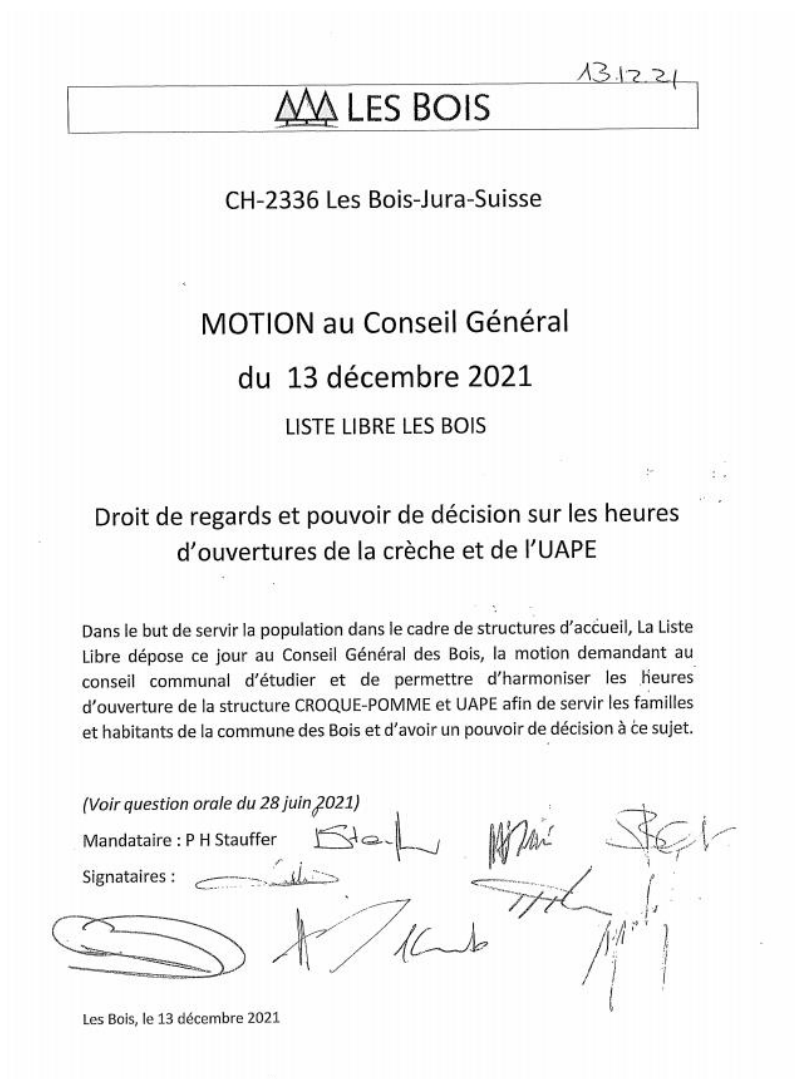 13.12.21
LES BOIS
CH-2336 Les Bois-Jura-Suisse
MOTION au Conseil Général
du 13 décembre 2021
LISTE LIBRE LES BOIS
Droit de regards et pouvoir de décision sur les heures
d'ouvertures de la crèche et de l'UAPE
Dans le but de servir la population dans le cadre de structures d'accueil, La Liste
Libre dépose ce jour au Conseil Général des Bois, la motion demandant au
conseil communal d'étudier et de permettre d'harmoniser les heures
d'ouverture de la structure CROQUE-POMME et UAPE afin de servir les familles
et habitants de la commune des Bois et d'avoir un pouvoir de décision à ce sujet.
(Voir question orale du 28 juin 2021)
Mandataire : P H Stauffer
Signataires :
Les Bois, le 13 décembre 2021